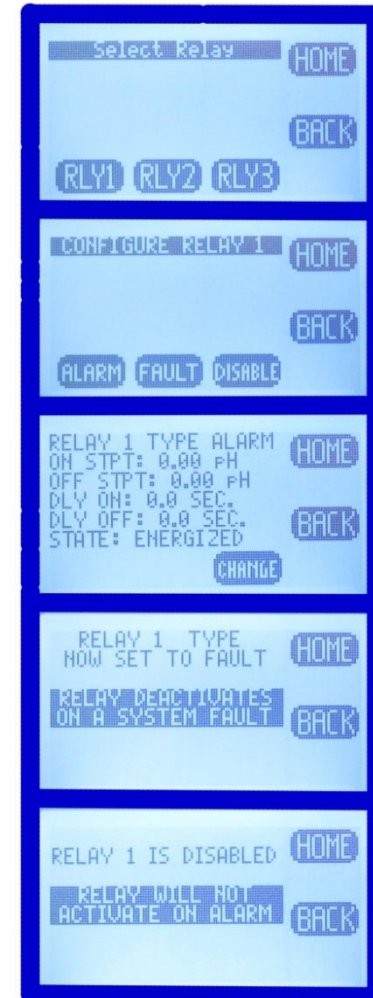 Select Relay
HOME
BACK
RLY1 RLY2 RLY3
CONFIGURE RELAY 1
HOME
BACK
ALARM FAULT DISABLE
RELAY 1 TYPE ALARM
ON STPT: 0.00 pH
OFF STPT: 0.00 pH
DLY ON: 0.0 SEC.
DLY OFF: 0.0 SEC.
STATE: ENERGIZED
HOME
BACK
CHANGE
RELAY 1 TYPE
NOW SET TO FAULT
HOME
RELAY DEACTIVATES
ON A SYSTEM FAULT
BACK
RELAY 1 IS DISABLED
HOME
RELAY WILL NOT
ACTIVATE ON ALARM
BACK